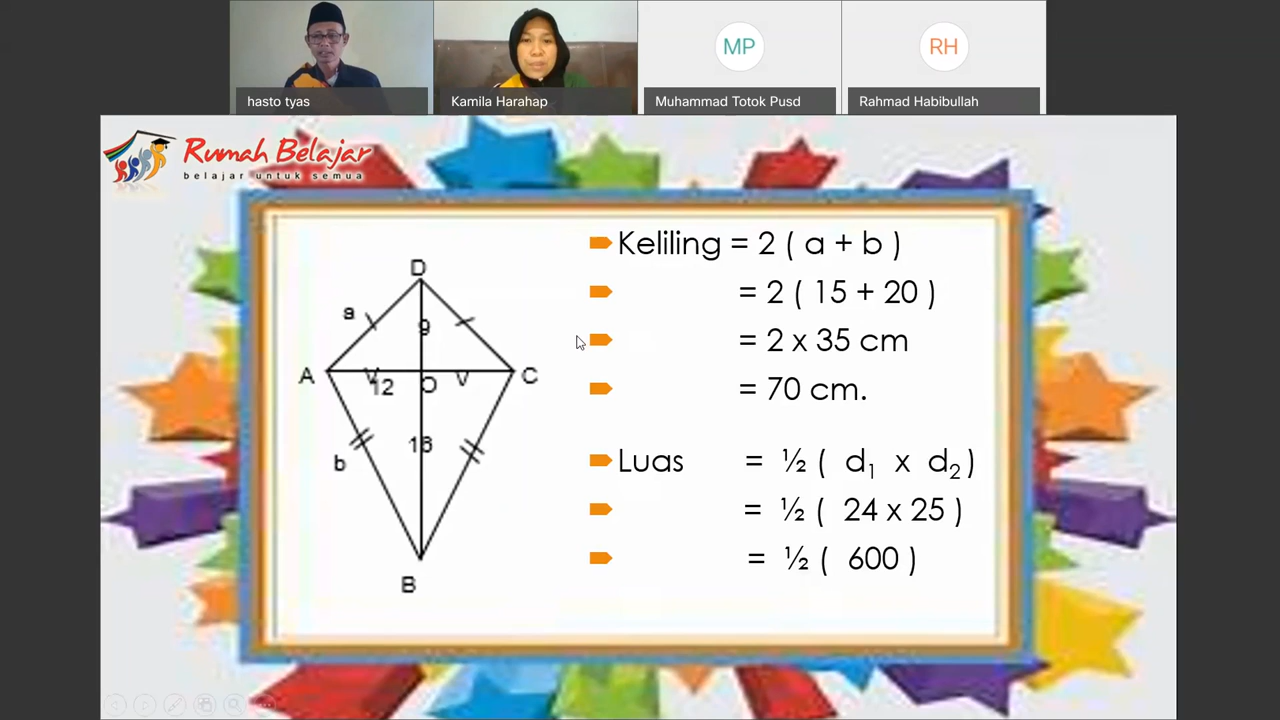 MP
RH
hasto tyas
Kamila Harahap
Muhammad Totok Pusd
Rahmad Habibullah
Rumah Belajar
belajar untuk semua
D
a
9
A
12
O
C
16
b
B
Keliling = 2 ( a + b )
= 2 ( 15 + 20 )
= 2 x 35 cm
= 70 cm.
Luas = ½ ( d₁ x d₂ )
= ½ ( 24 x 25 )
= ½ ( 600 )